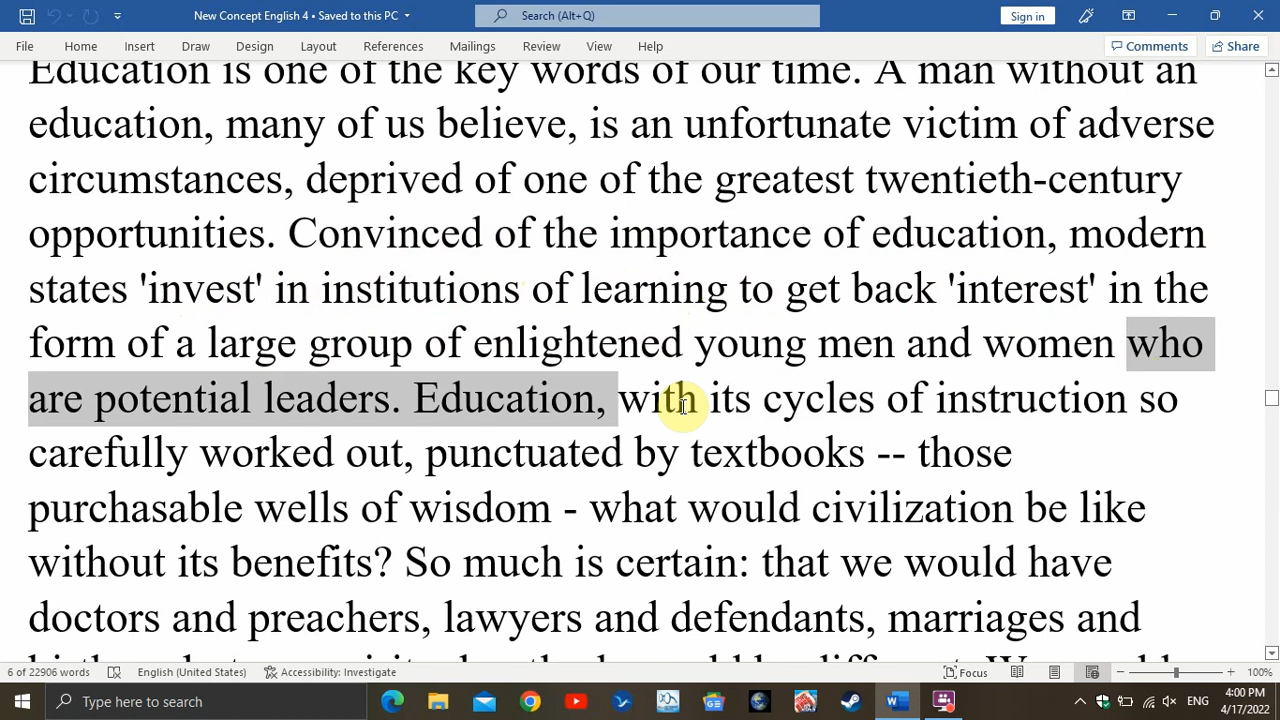 New Concept English 4 • Saved to this PC
Search (Alt+Q)
Sign in
File Home Insert Draw Design Layout References Mailings Review View Help Comments Share
Education is one of the key words of our time. A man without an
education, many of us believe, is an unfortunate victim of adverse
circumstances, deprived of one of the greatest twentieth-century
opportunities. Convinced of the importance of education, modern
states 'invest' in institutions of learning to get back 'interest' in the
form of a large group of enlightened young men and women who
are potential leaders. Education, with its cycles of instruction so
carefully worked out, punctuated by textbooks -- those
purchasable wells of wisdom - what would civilization be like
without its benefits? So much is certain: that we would have
doctors and preachers, lawyers and defendants, marriages and
6 of 22906 words English (United States) Accessibility: Investigate Focus 100%
Type here to search
ENG
4:00 PM
4/17/2022